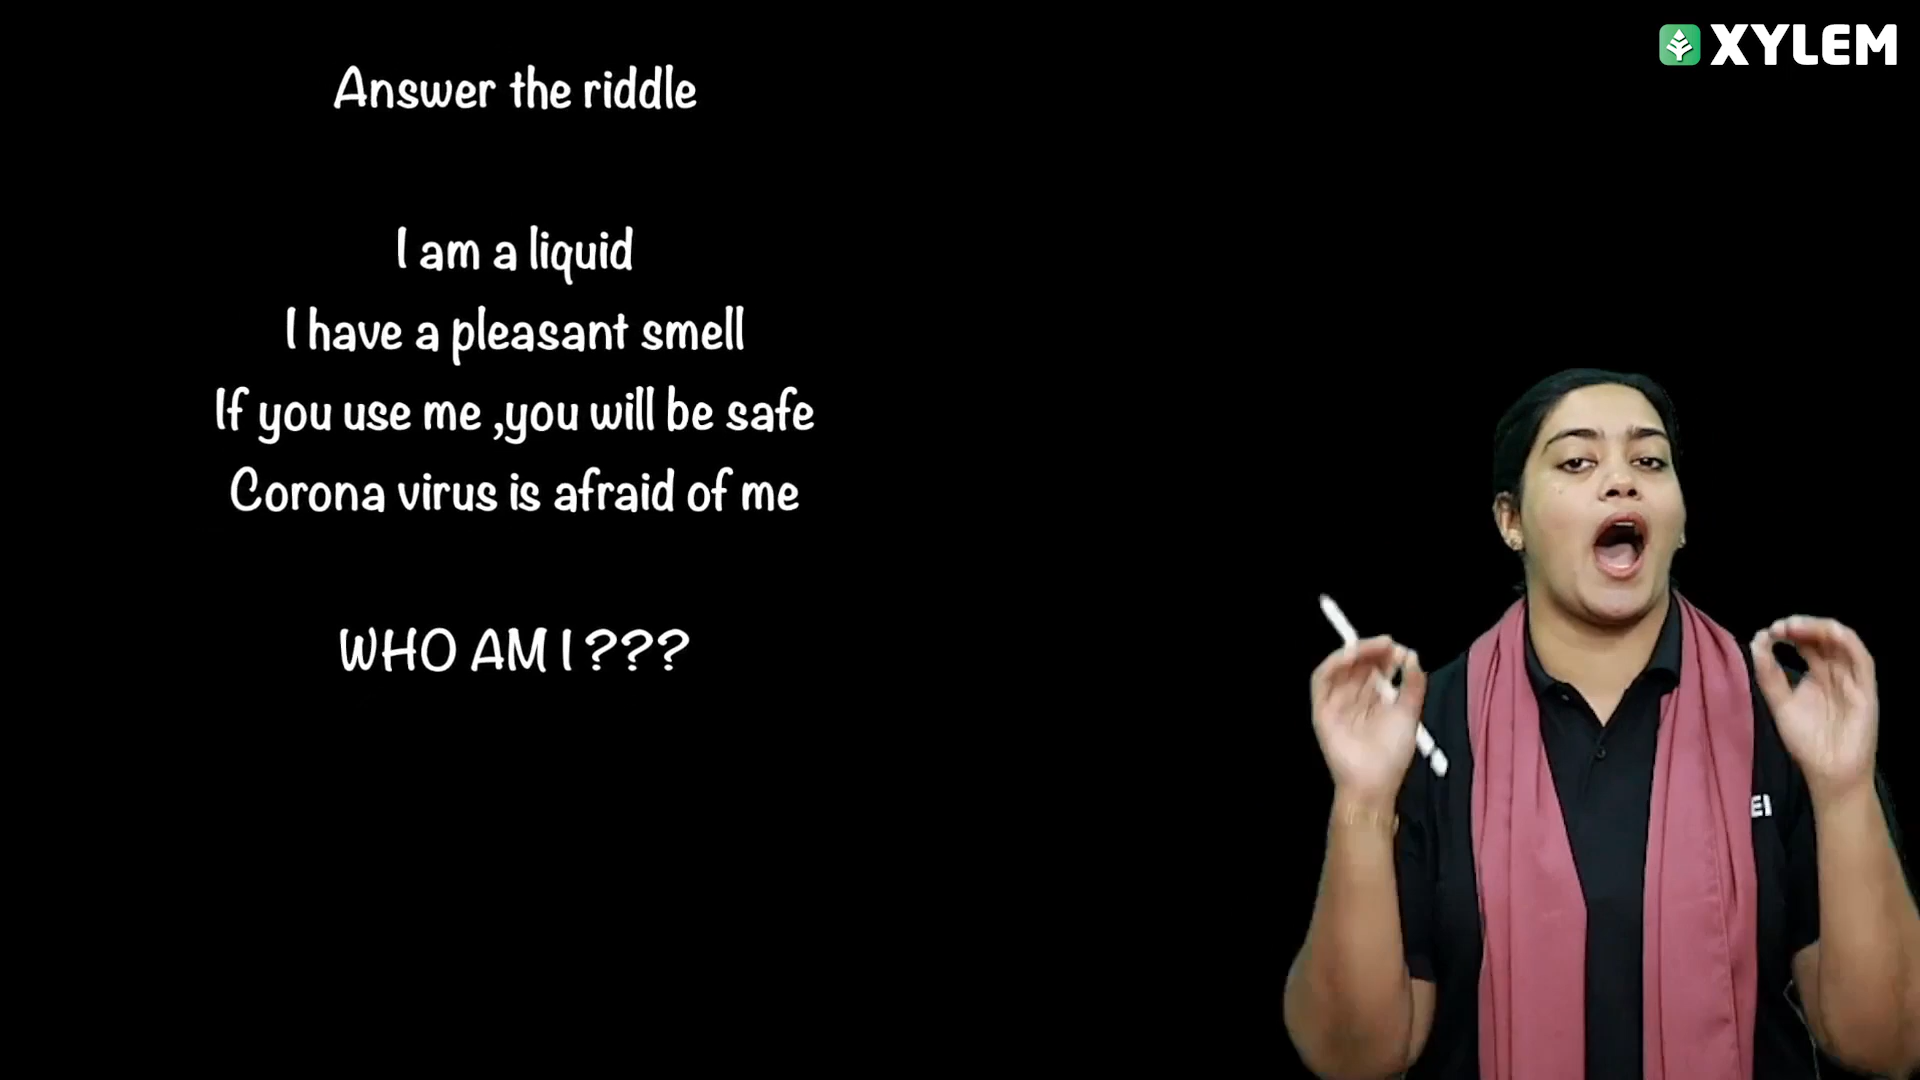 XYLEM
Answer the riddle
I am a liquid
I have a pleasant smell
If you use me ,you will be safe
Corona virus is afraid of me
WHO AM I ???
EI